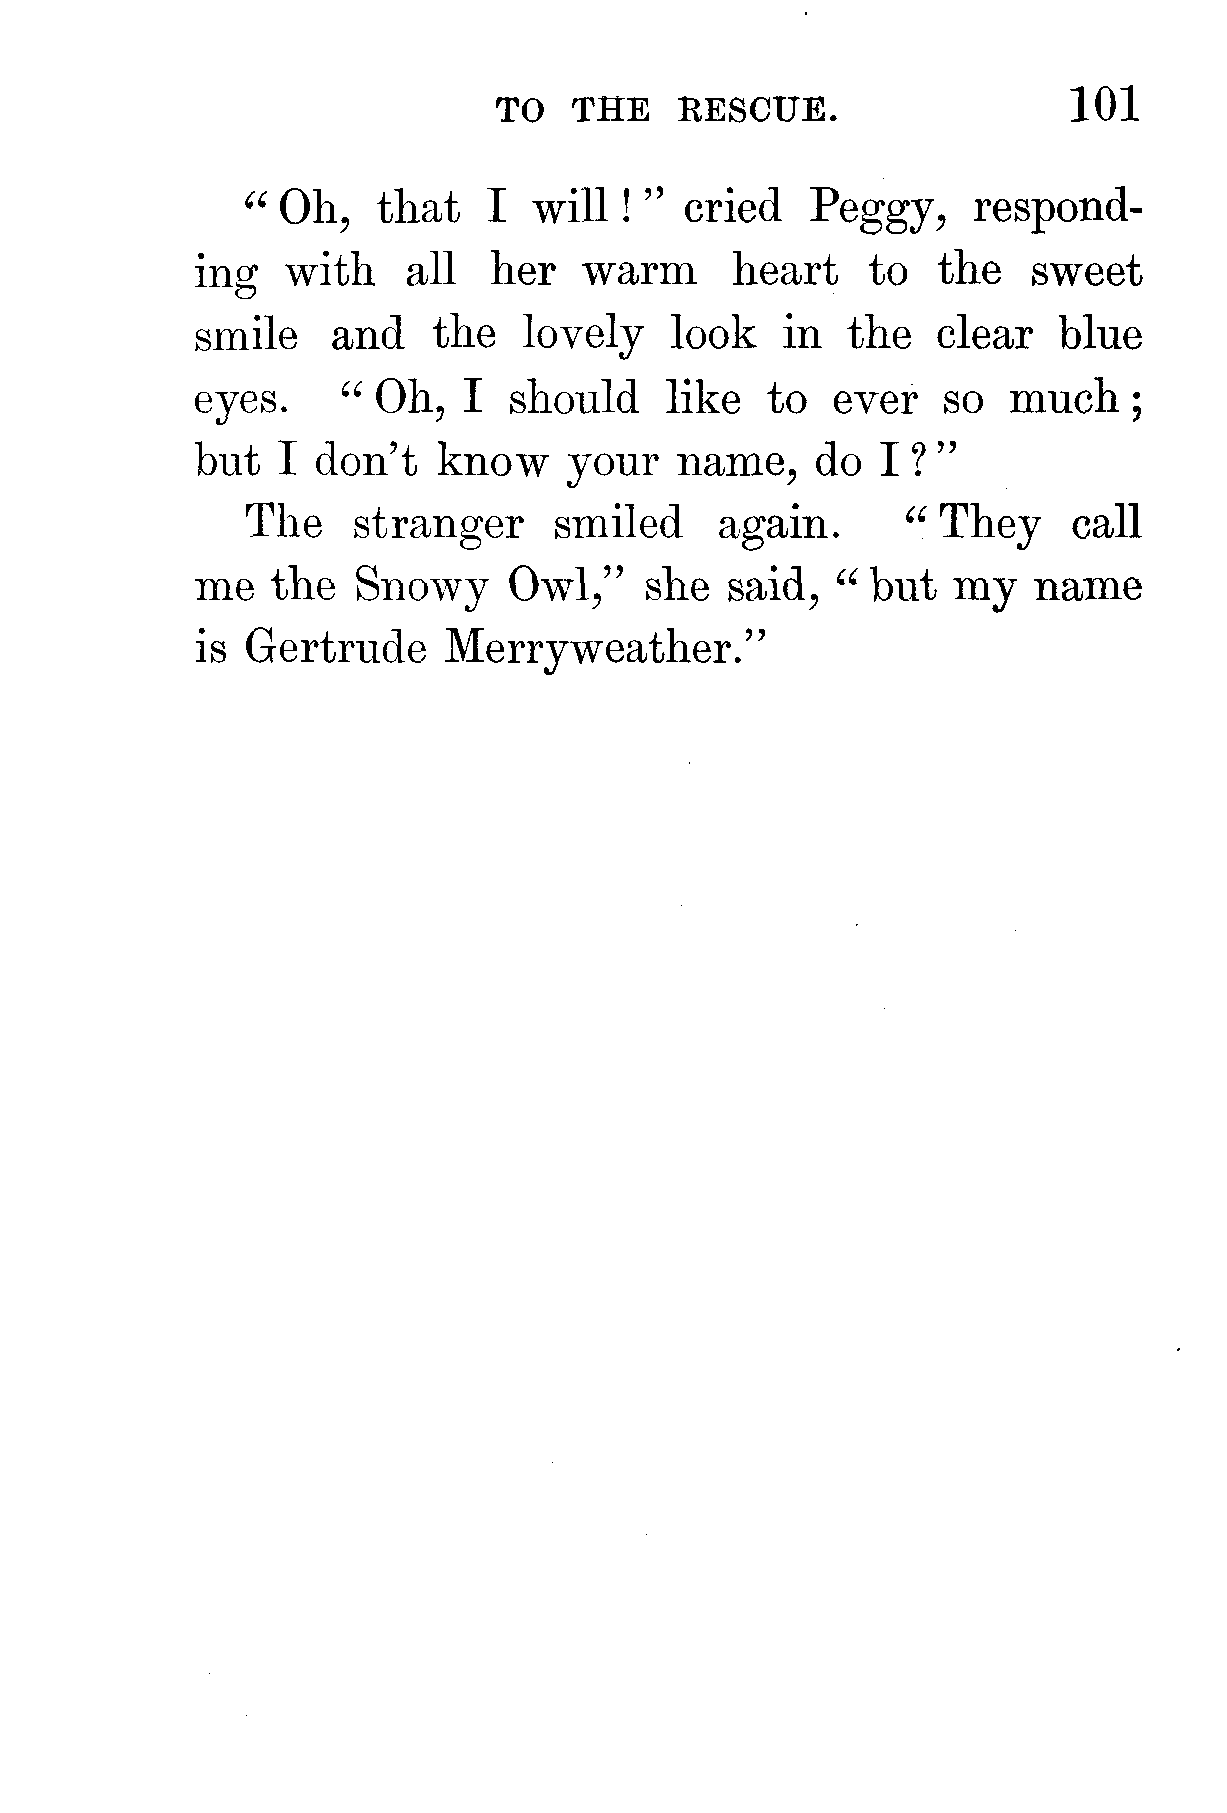 TO THE RESCUE. 101
“Oh, that I will!” cried Peggy, respond-
ing with all her warm heart to the sweet
smile and the lovely look in the clear blue
eyes. “Oh, I should like to ever so much;
but I don’t know your name, do I?”
The stranger smiled again. “They call
me the Snowy Owl,” she said, “but my name
is Gertrude Merryweather.”